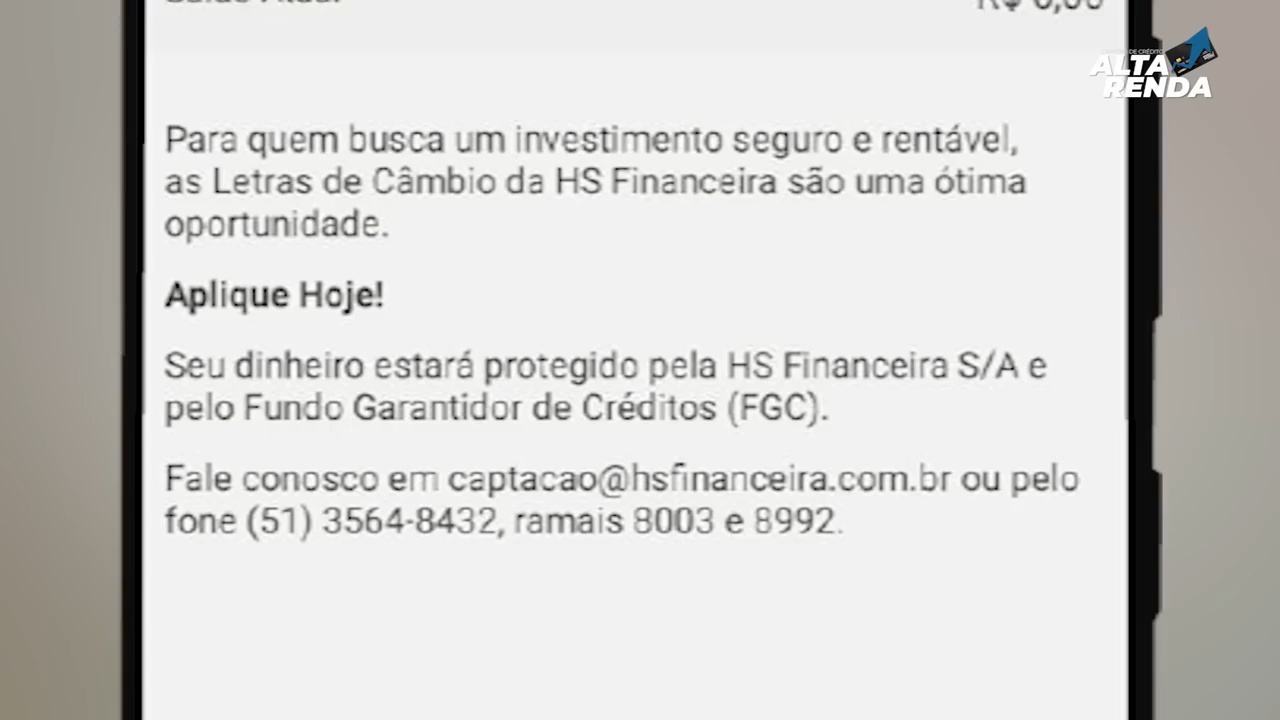 DE CRÉDITO
ALTA
RENDA
Para quem busca um investimento seguro e rentável,
as Letras de Câmbio da HS Financeira são uma ótima
oportunidade.
Aplique Hoje!
Seu dinheiro estará protegido pela HS Financeira S/A e
pelo Fundo Garantidor de Créditos (FGC).
Fale conosco em captacao@hsfinanceira.com.br ou pelo
fone (51) 3564-8432, ramais 8003 e 8992.